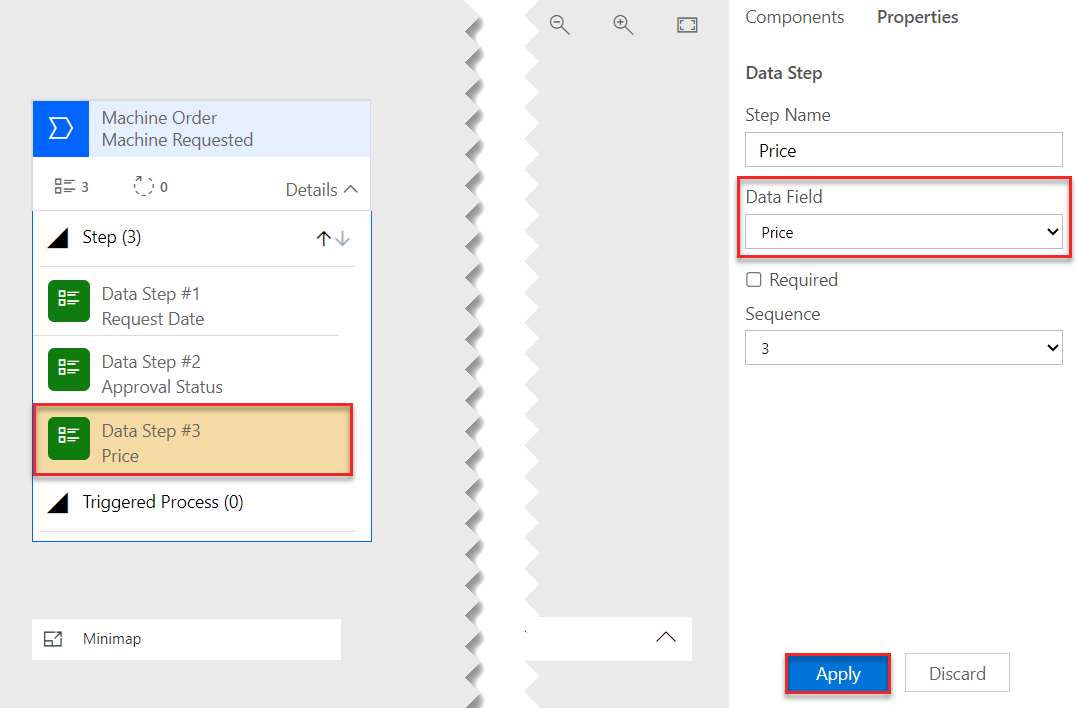 Machine Order
Machine Requested
3
0
Details
Step (3)
Data Step #1
Request Date
Data Step #2
Approval Status
Data Step #3
Price
Triggered Process (0)
Minimap
Components
Properties
Data Step
Step Name
Price
Data Field
Price
Required
Sequence
3
Apply
Discard